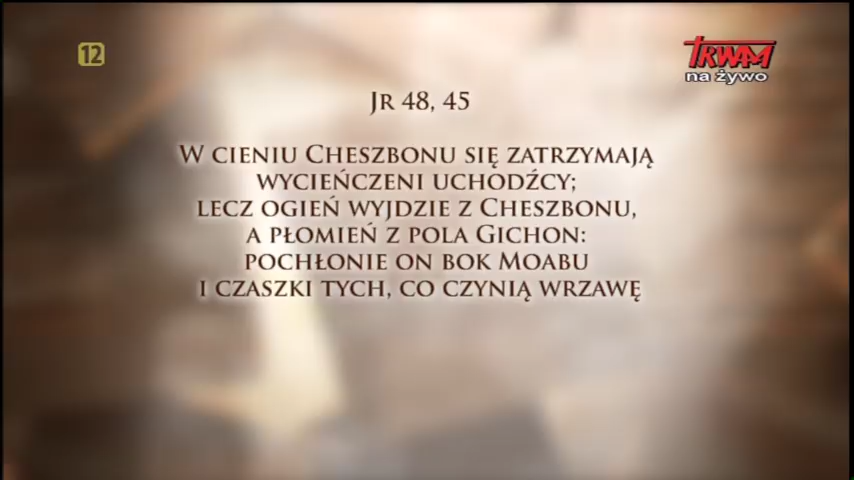 12
TRWAM
na żywo
JR 48, 45
W CIENIU CHESZBONU SIĘ ZATRZYMAJĄ
WYCIEŃCZENI UCHODŹCY;
LECZ OGIEŃ WYJDZIE Z CHESZBONU,
A PŁOMIEŃ Z POLA GICHON:
POCHŁONIE ON BOK MOABU
I CZASZKI TYCH, CO CZYNIĄ WRZAWĘ